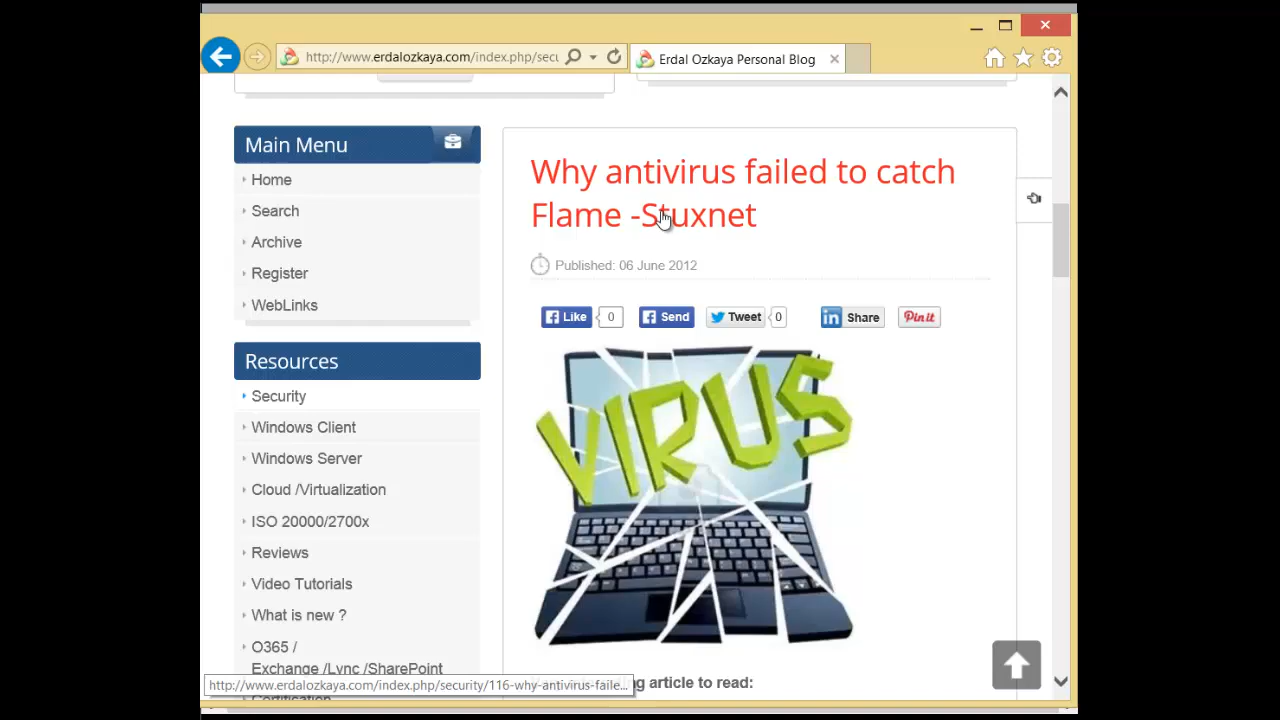 http://www.erdalozkaya.com/index.php/secu
Erdal Ozkaya Personal Blog
Main Menu
Home
Search
Archive
Register
WebLinks
Resources
Security
Windows Client
Windows Server
Cloud /Virtualization
ISO 20000/2700x
Reviews
Video Tutorials
What is new ?
O365 /
Exchange /Lync /SharePoint
Why antivirus failed to catch
Flame -Stuxnet
Published: 06 June 2012
Like 0 Send Tweet 0 Share Pin it
VIRUS
article to read:
http://www.erdalozkaya.com/index.php/security/116-why-antivirus-faile...